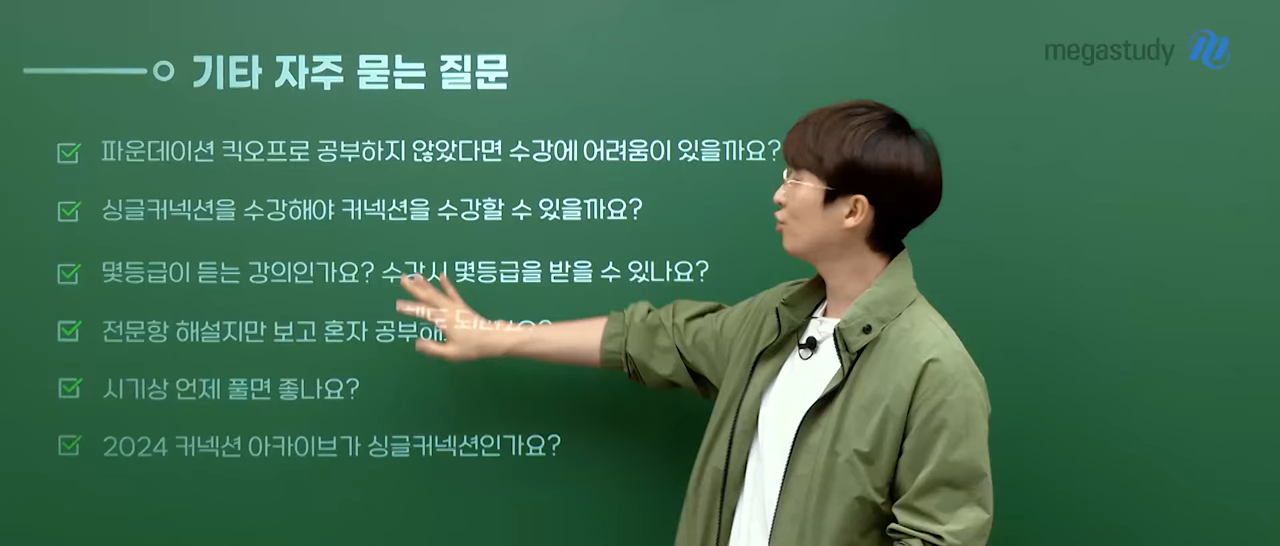 megastudy
기타 자주 묻는 질문
파운데이션 킥오프로 공부하지 않았다면 수강에 어려움이 있을까요?
싱글커넥션을 수강해야 커넥션을 수강할 수 있을까요?
몇등급이 듣는 강의인가요? 수강시 몇등급을 받을 수 있나요?
전문항 해설지만 보고 혼자 공부해도 되나요?
시기상 언제 풀면 좋나요?
2024 커넥션 아카이브가 싱글커넥션인가요?